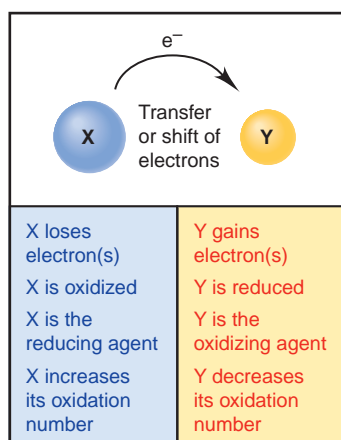 e–
X
Transfer
or shift of
electrons
Y
X loses
electron(s)
X is oxidized
X is the
reducing agent
X increases
its oxidation
number
Y gains
electron(s)
Y is reduced
Y is the
oxidizing agent
Y decreases
its oxidation
number